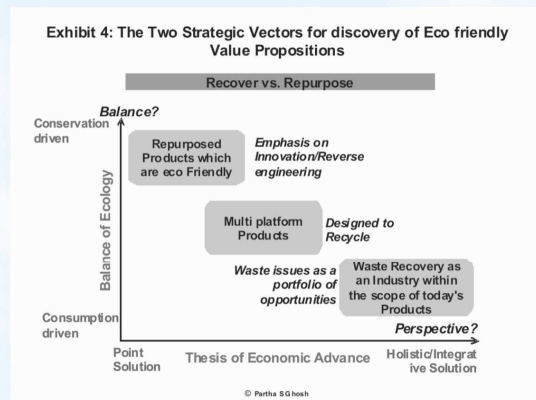 Exhibit 4: The Two Strategic Vectors for discovery of Eco friendly
Value Propositions
Recover vs. Repurpose
Balance?
Conservation
driven
Repurposed
Products which
are eco Friendly
Emphasis on
Innovation/Reverse
engineering
Balance of Ecology
Multi platform
Products
Designed to
Recycle
Waste issues as a
portfolio of
opportunities
Waste Recovery as
an Industry within
the scope of today's
Products
Consumption
driven
Perspective?
Point
Solution
Thesis of Economic Advance
Holistic/Integrat
ive Solution
© Partha SGhosh